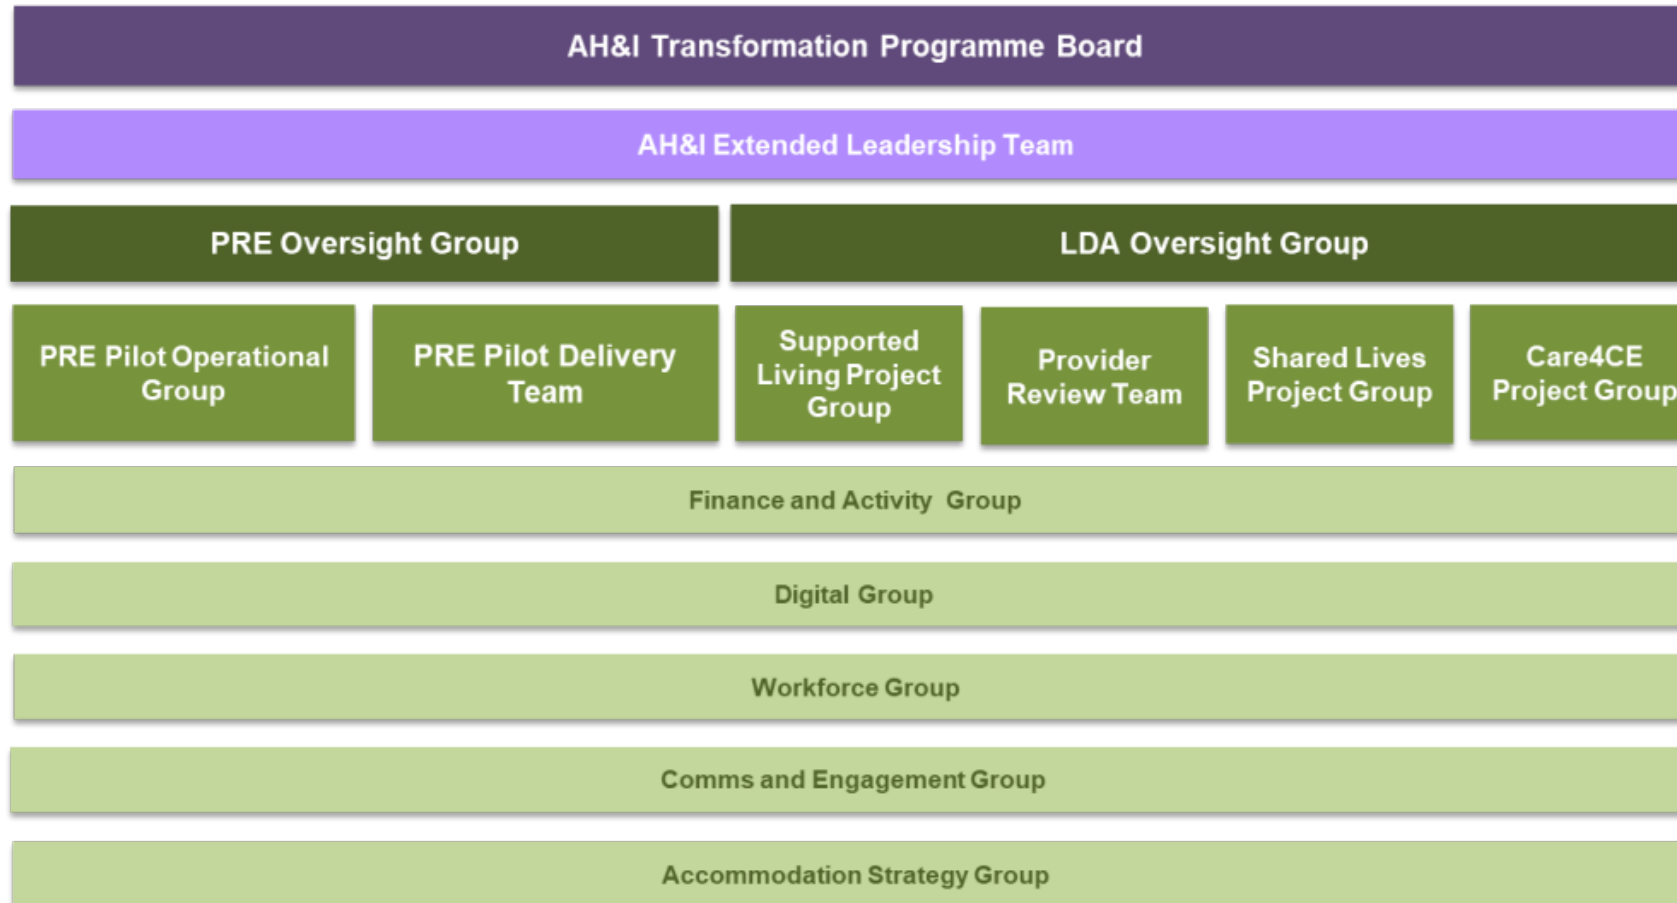 AH&I Transformation Programme Board
AH&I Extended Leadership Team
PRE Oversight Group
LDA Oversight Group
PRE Pilot Operational
Group
PRE Pilot Delivery
Team
Supported
Living Project
Group
Provider
Review Team
Shared Lives
Project Group
Care4CE
Project Group
Finance and Activity Group
Digital Group
Workforce Group
Comms and Engagement Group
Accommodation Strategy Group